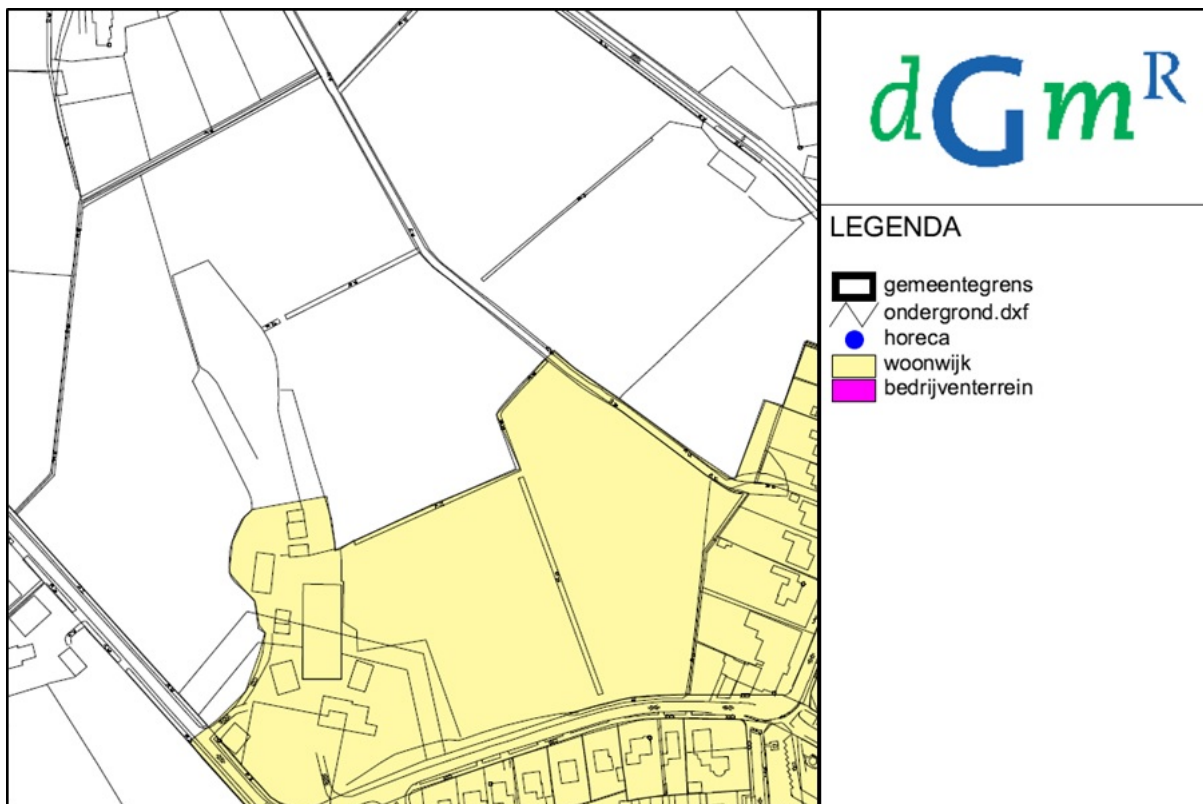 dGmR
LEGENDA
gemeentegrens
ondergrond.dxf
horeca
woonwijk
bedrijventerrein